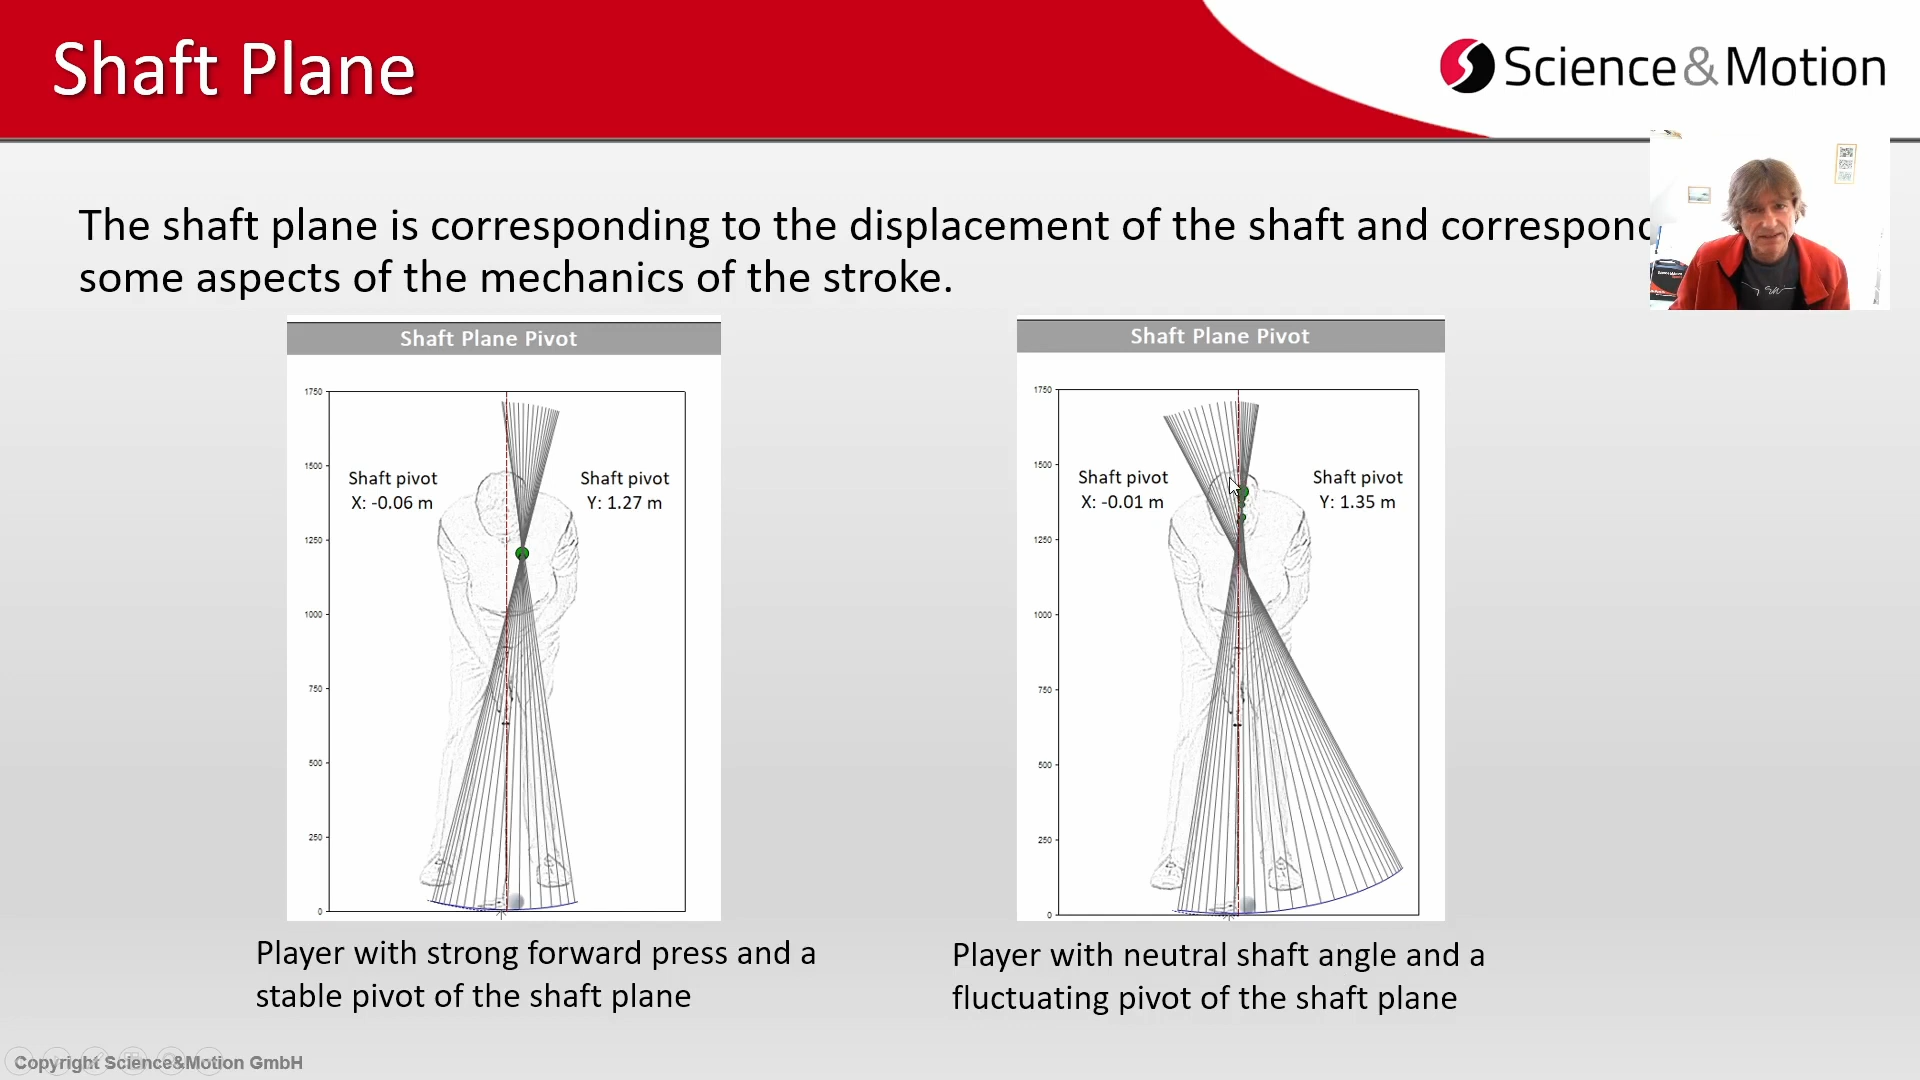 Shaft Plane
Science&Motion
The shaft plane is corresponding to the displacement of the shaft and correspond
some aspects of the mechanics of the stroke.
Shaft Plane Pivot
1750
1500
1250
1000
750
500
250
0
Shaft pivot
X: -0.06 m
Shaft pivot
Y: 1.27 m
Player with strong forward press and a
stable pivot of the shaft plane
Shaft Plane Pivot
1750
1500
1250
1000
750
500
250
0
Shaft pivot
X: -0.01 m
Shaft pivot
Y: 1.35 m
Player with neutral shaft angle and a
fluctuating pivot of the shaft plane
Copyright Science&Motion GmbH